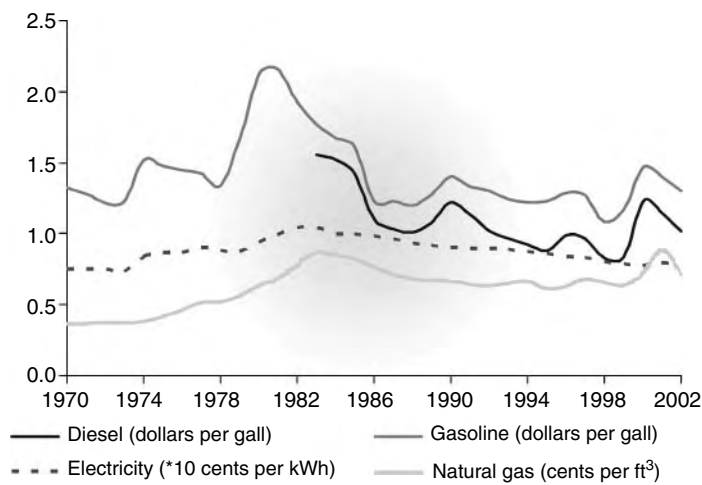 2.5
2.0
1.5
1.0
0.5
0.0
1970 1974 1978 1982 1986 1990 1994 1998 2002
Diesel (dollars per gall) Gasoline (dollars per gall)
Electricity (*10 cents per kWh) Natural gas (cents per ft³)